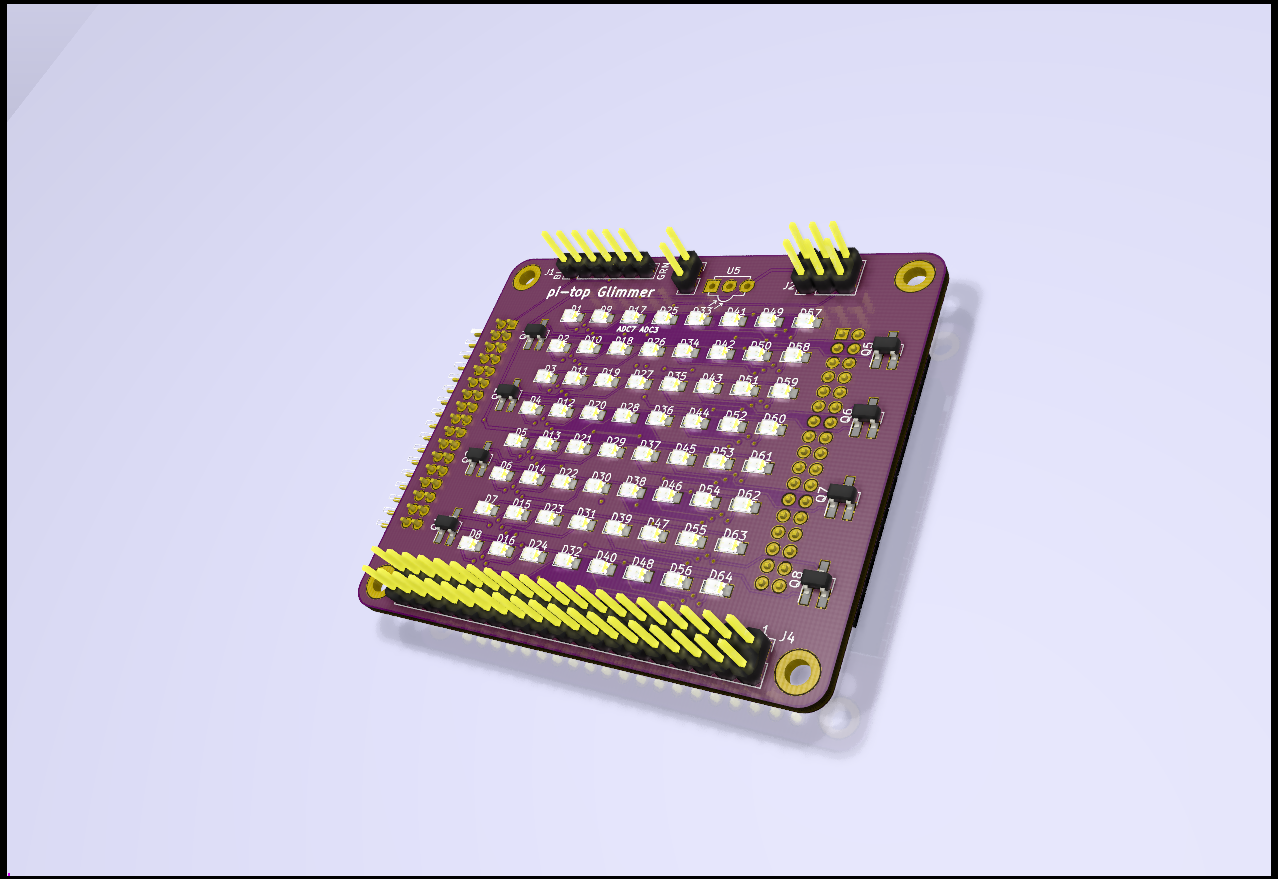 J1
GRN
U5
J2
pi-top Glimmer
D1 D9 D17 D25 D33 D41 D49 D57
ADC7 ADC3
D2 D10 D18 D26 D34 D42 D50 D58
Q5
D3 D11 D19 D27 D35 D43 D51 D59
D4 D12 D20 D28 D36 D44 D52 D60
Q6
D5 D13 D21 D29 D37 D45 D53 D61
D6 D14 D22 D30 D38 D46 D54 D62
Q7
D7 D15 D23 D31 D39 D47 D55 D63
D8 D16 D24 D32 D40 D48 D56 D64
Q8
1 J4